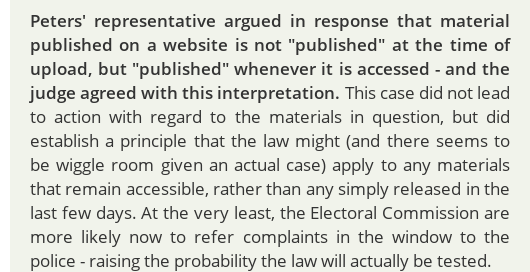 Peters' representative argued in response that material
published on a website is not "published" at the time of
upload, but "published" whenever it is accessed - and the
judge agreed with this interpretation. This case did not lead
to action with regard to the materials in question, but did
establish a principle that the law might (and there seems to
be wiggle room given an actual case) apply to any materials
that remain accessible, rather than any simply released in the
last few days. At the very least, the Electoral Commission are
more likely now to refer complaints in the window to the
police - raising the probability the law will actually be tested.